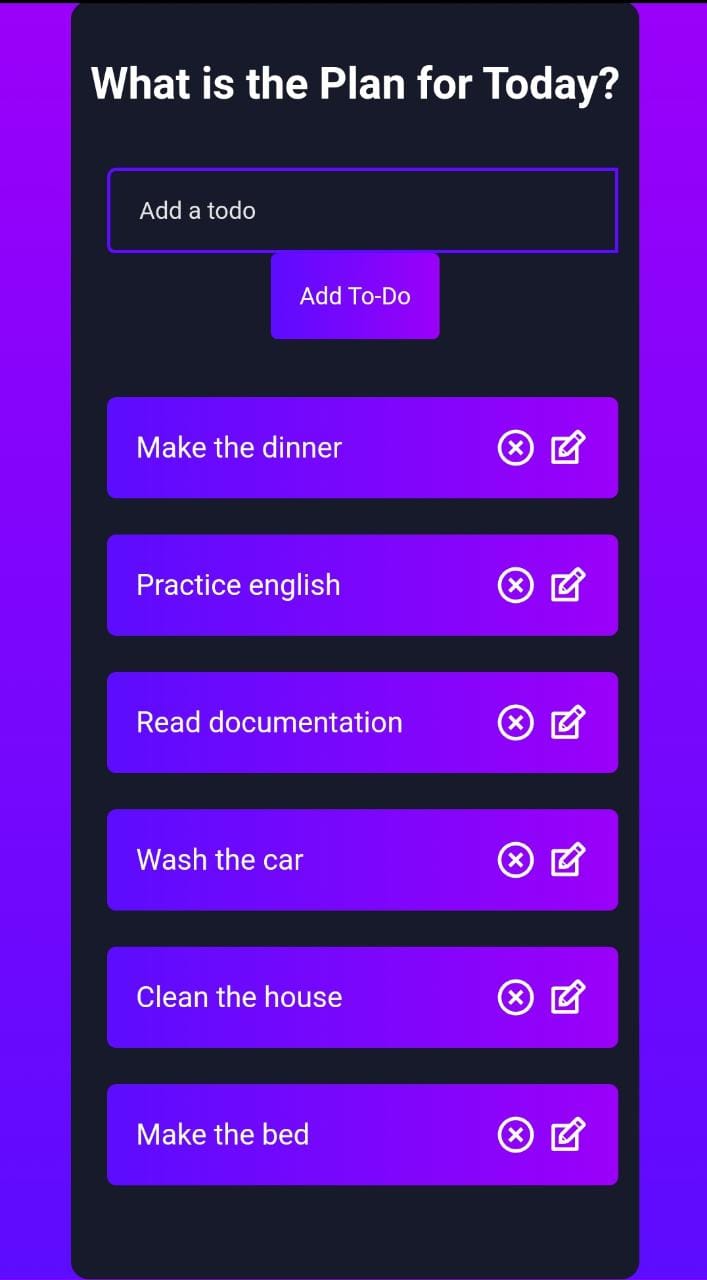 What is the Plan for Today?
Add a todo
Add To-Do
Make the dinner
Practice english
Read documentation
Wash the car
Clean the house
Make the bed